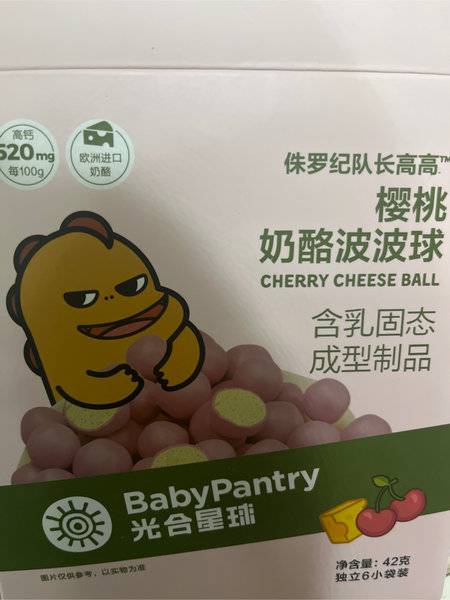 高钙
520mg
每100g
欧洲进口
奶酪
侏罗纪队长高高™
樱桃
奶酪波波球
CHERRY CHEESE BALL
含乳固态
成型制品
BabyPantry
光合星球
图片仅供参考，以实物为准
净含量：42克
独立6小袋装